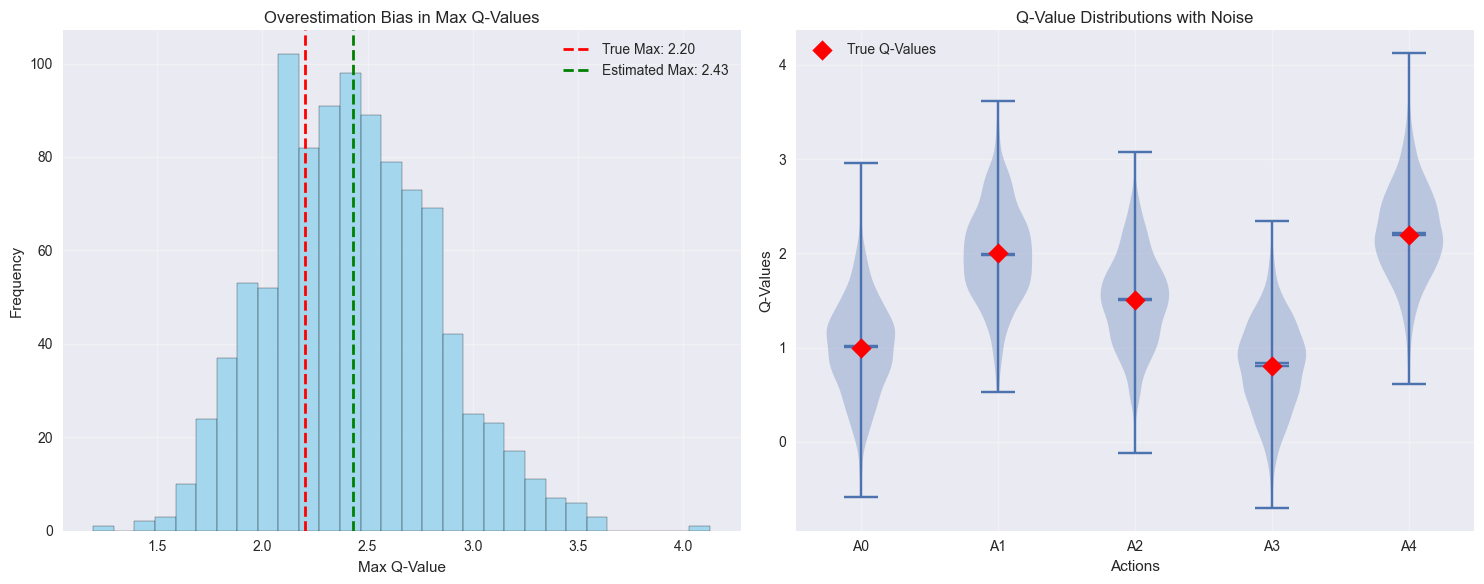 Overestimation Bias in Max Q-Values
True Max: 2.20
Estimated Max: 2.43
100
80
60
40
20
0
Frequency
1.5 2.0 2.5 3.0 3.5 4.0
Max Q-Value
Q-Value Distributions with Noise
True Q-Values
4
3
2
1
0
Q-Values
A0 A1 A2 A3 A4
Actions